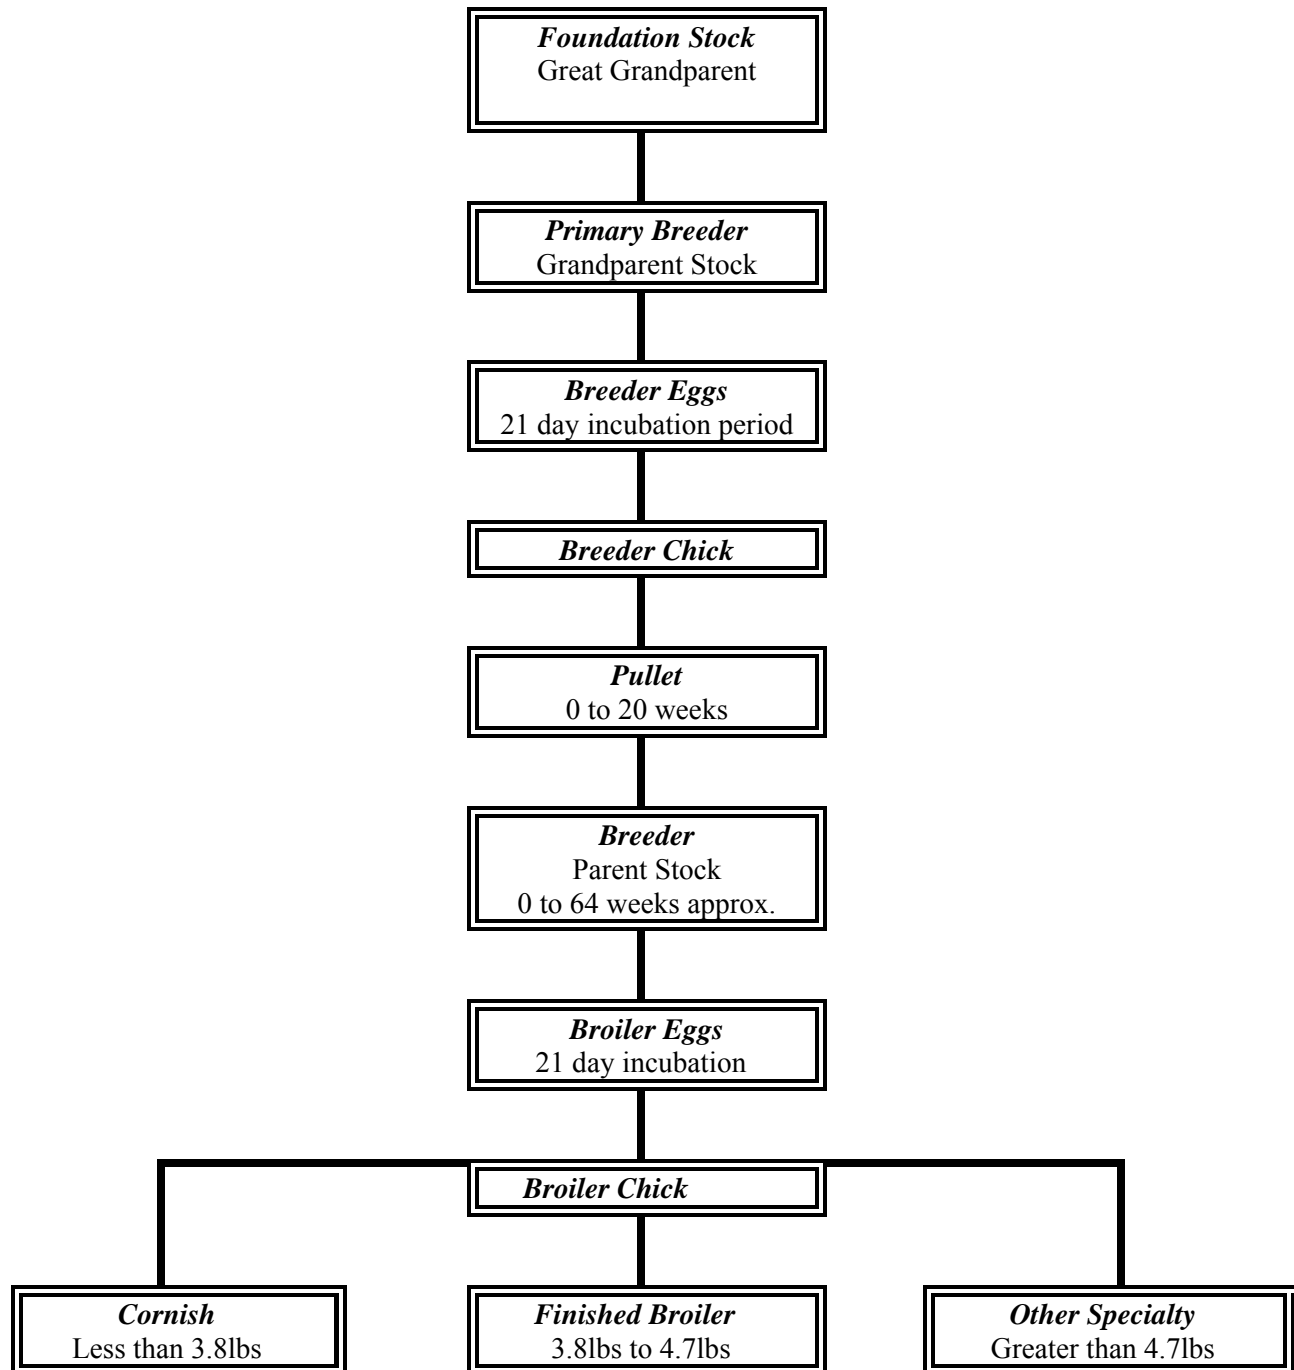 Foundation Stock
Great Grandparent
Primary Breeder
Grandparent Stock
Breeder Eggs
21 day incubation period
Breeder Chick
Pullet
0 to 20 weeks
Breeder
Parent Stock
0 to 64 weeks approx.
Broiler Eggs
21 day incubation
Broiler Chick
Cornish
Less than 3.8lbs
Finished Broiler
3.8lbs to 4.7lbs
Other Specialty
Greater than 4.7lbs